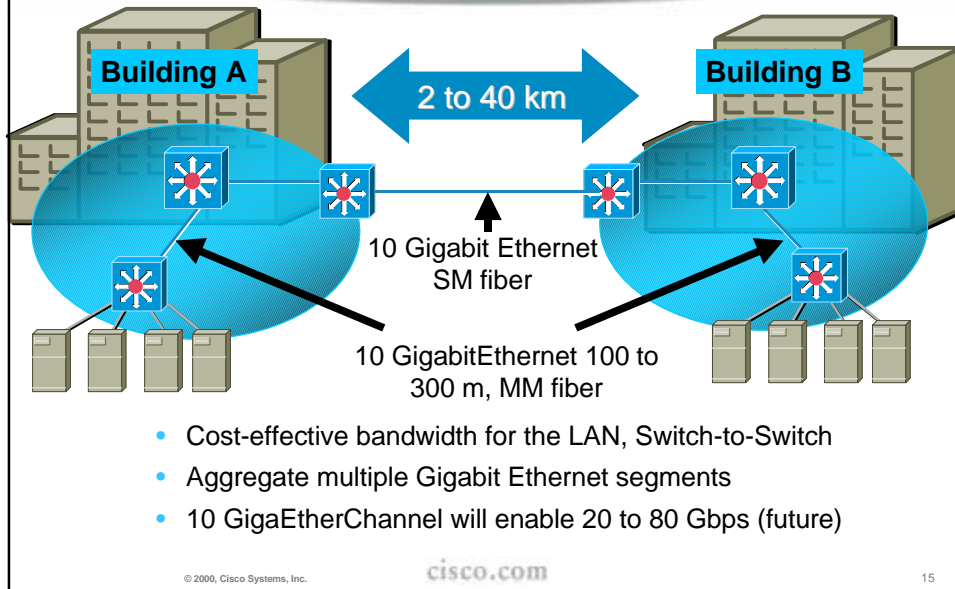 Building A
Building B
2 to 40 km
10 Gigabit Ethernet
SM fiber
10 GigabitEthernet 100 to
300 m, MM fiber
• Cost-effective bandwidth for the LAN, Switch-to-Switch
• Aggregate multiple Gigabit Ethernet segments
• 10 GigaEtherChannel will enable 20 to 80 Gbps (future)
© 2000, Cisco Systems, Inc.
cisco.com
15